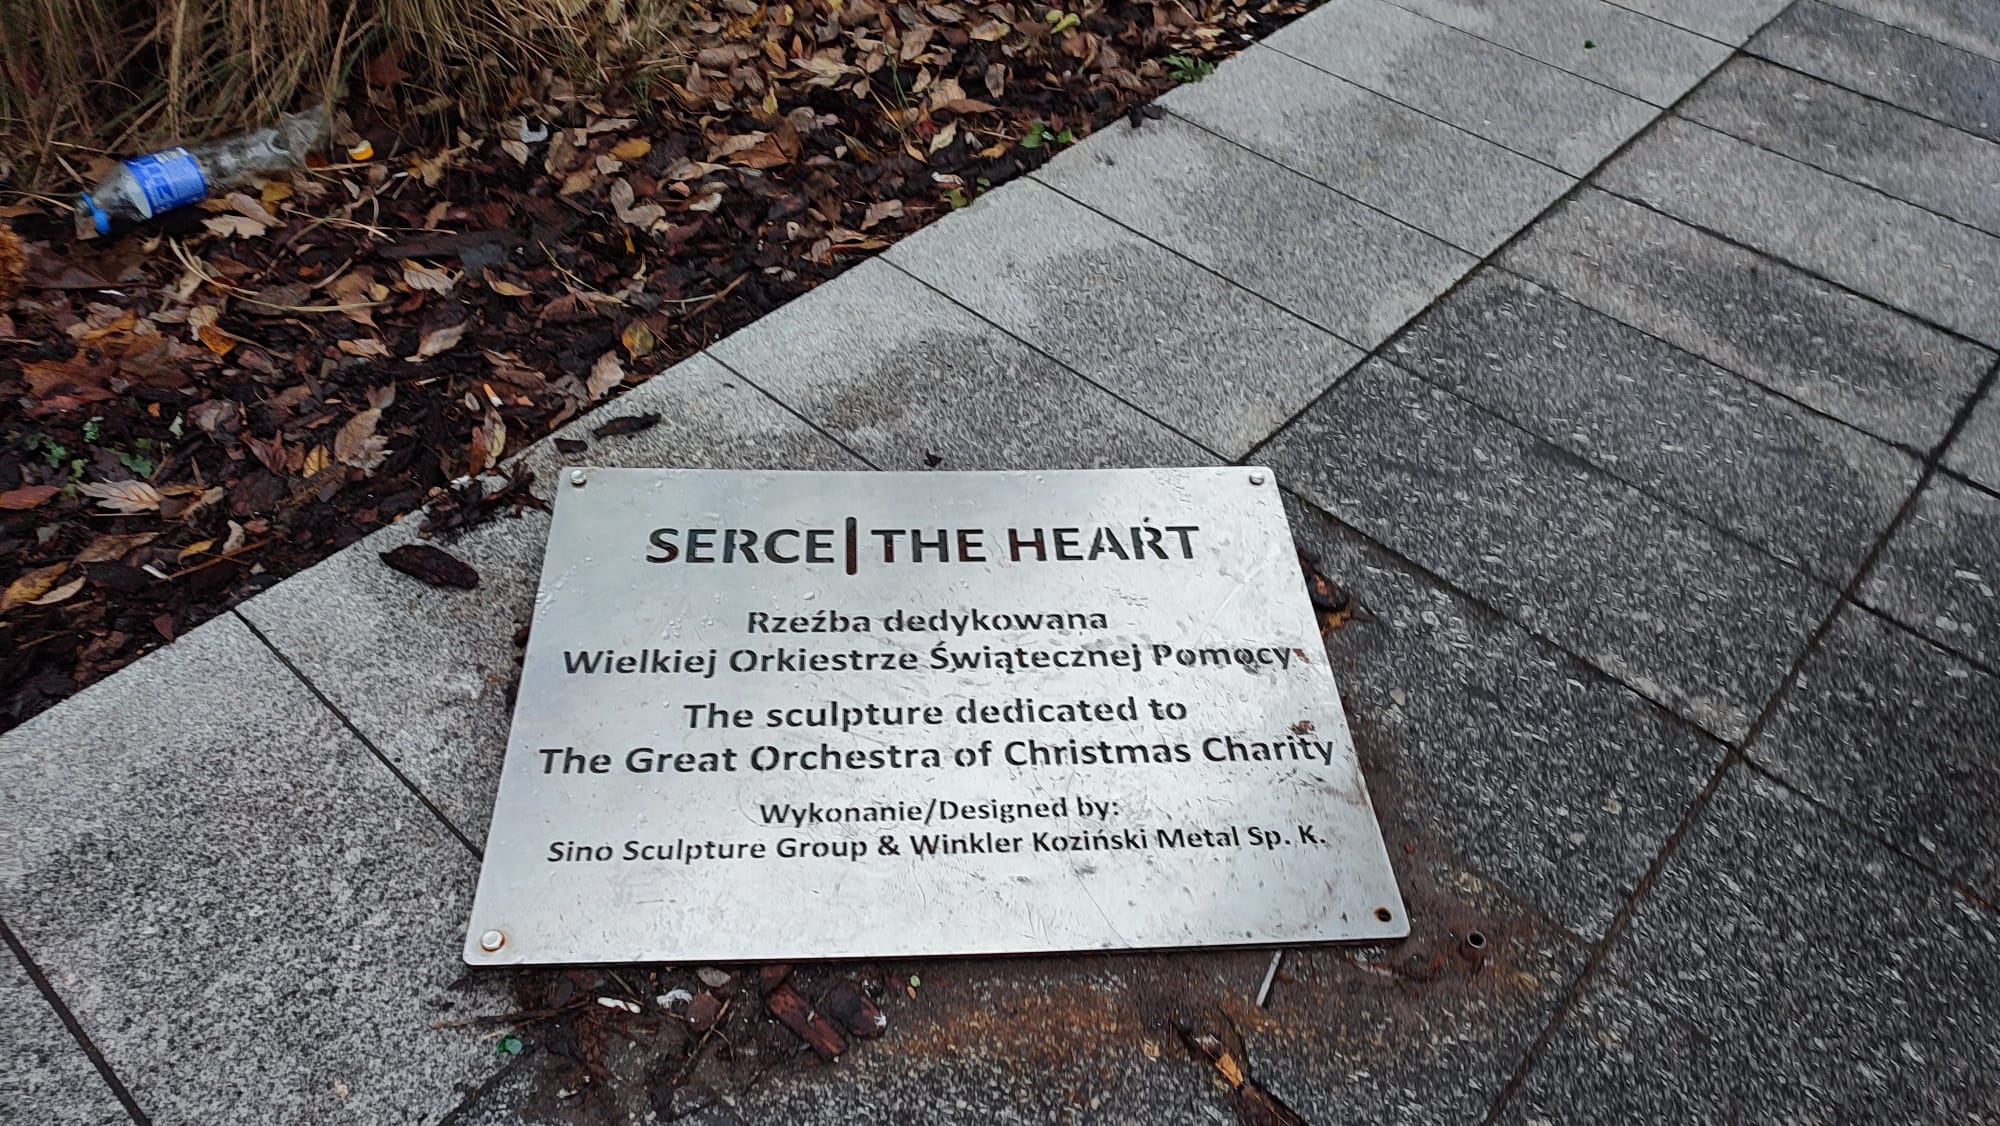 SERCE|THE HEART
Rzeźba dedykowana
Wielkiej Orkiestrze Świątecznej Pomocy
The sculpture dedicated to
The Great Orchestra of Christmas Charity
Wykonanie/Designed by:
Sino Sculpture Group & Winkler Koziński Metal Sp. K.